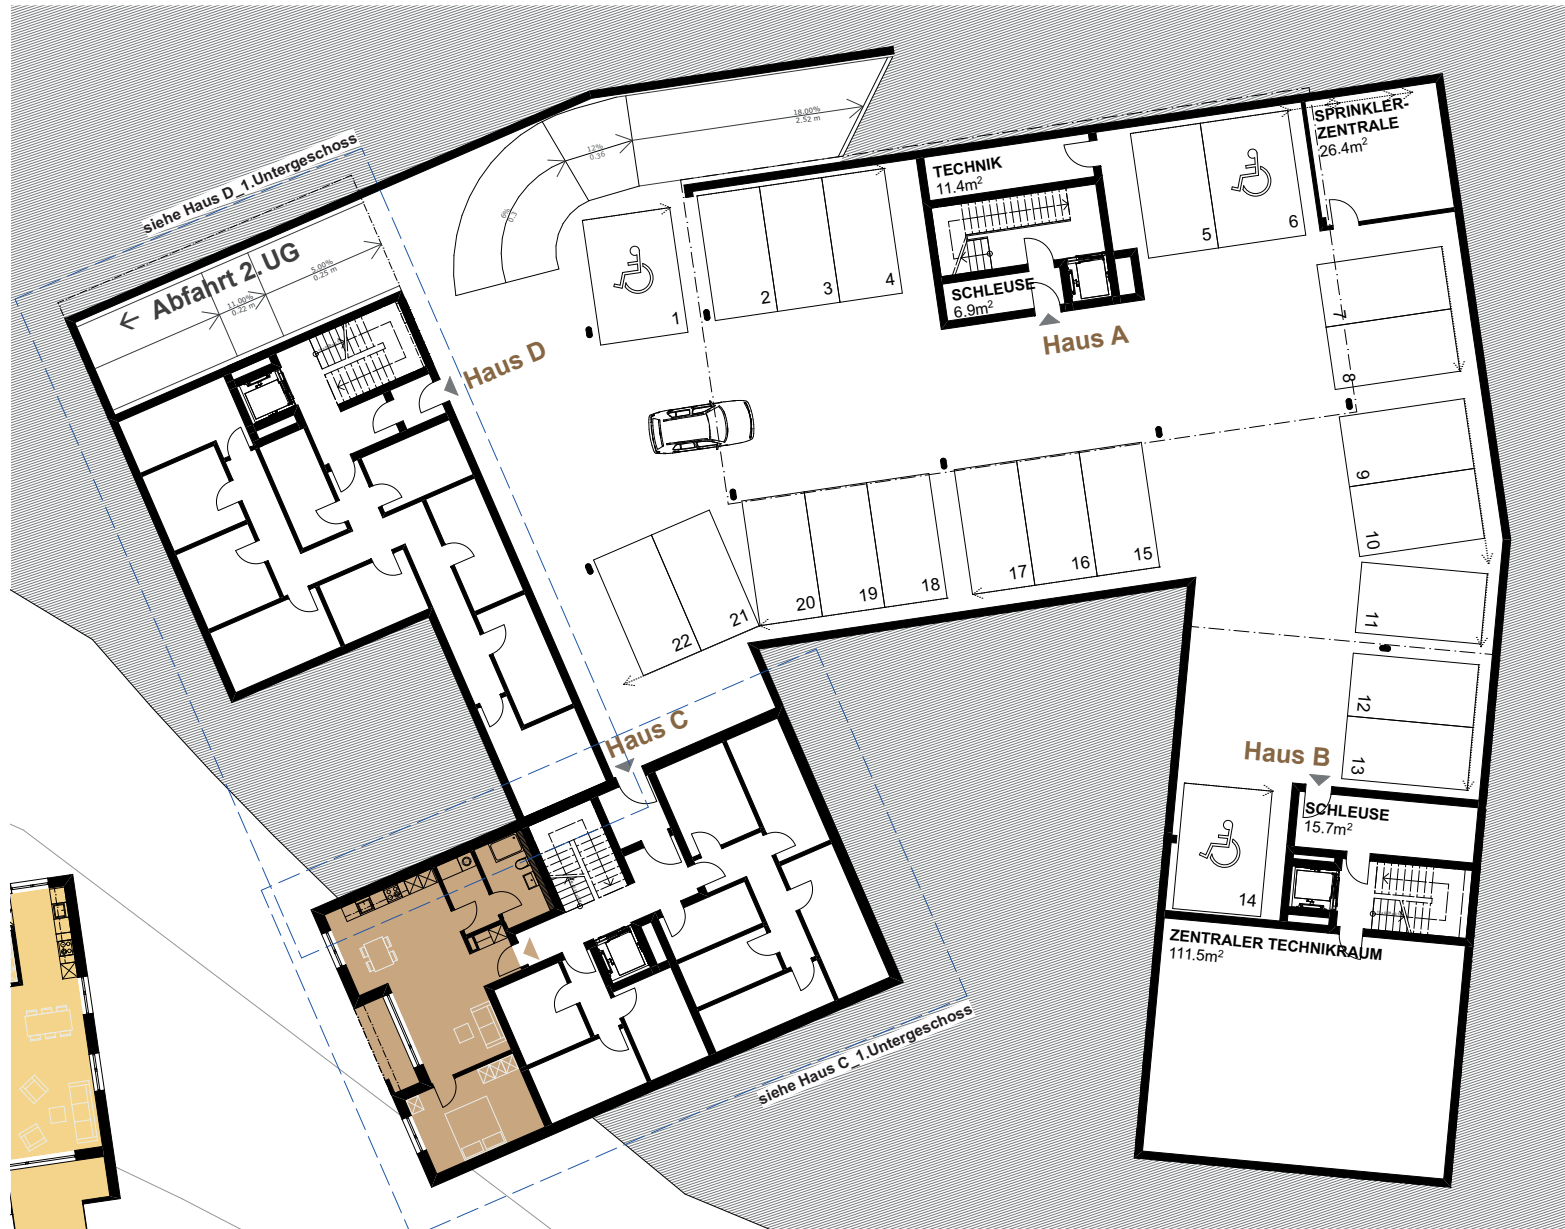 18.00%
2.52 m
12%
0.36
6%
0.3
siehe Haus D_1.Untergeschoss
← Abfahrt 2.UG
5.00%
0.25 m
11.00%
0.22 m
SPRINKLER-
ZENTRALE
26.4m²
TECHNIK
11.4m²
SCHLEUSE
6.9m²
Haus A
Haus D
1
2
3
4
5
6
7
8
9
10
11
12
13
14
15
16
17
18
19
20
21
22
Haus C
Haus B
SCHLEUSE
15.7m²
ZENTRALER TECHNIKRAUM
111.5m²
siehe Haus C_1.Untergeschoss